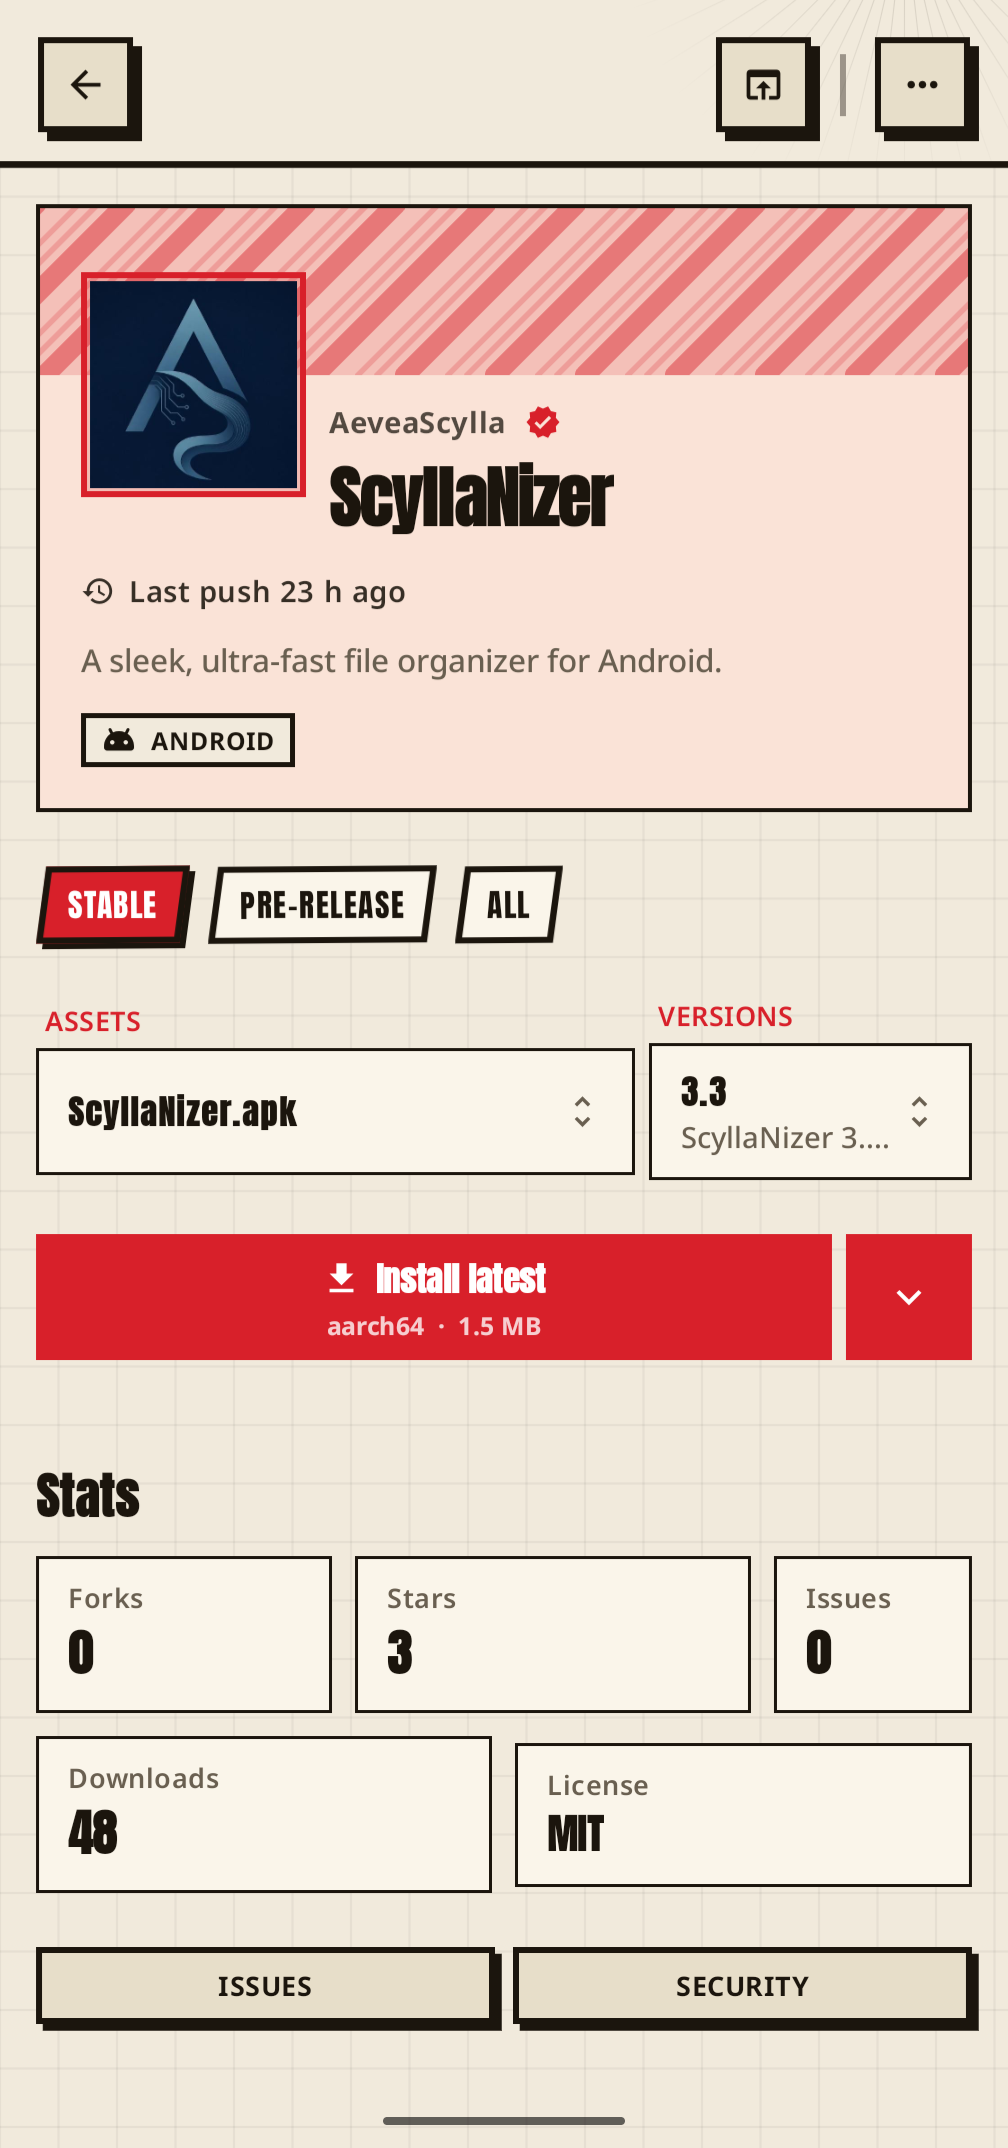 AeveaScylla
ScyllaNizer
Last push 23 h ago
A sleek, ultra-fast file organizer for Android.
ANDROID
STABLE
PRE-RELEASE
ALL
ASSETS
VERSIONS
ScyllaNizer.apk
3.3
ScyllaNizer 3....
Install latest
aarch64 · 1.5 MB
Stats
Forks
0
Stars
3
Issues
0
Downloads
48
License
MIT
ISSUES
SECURITY